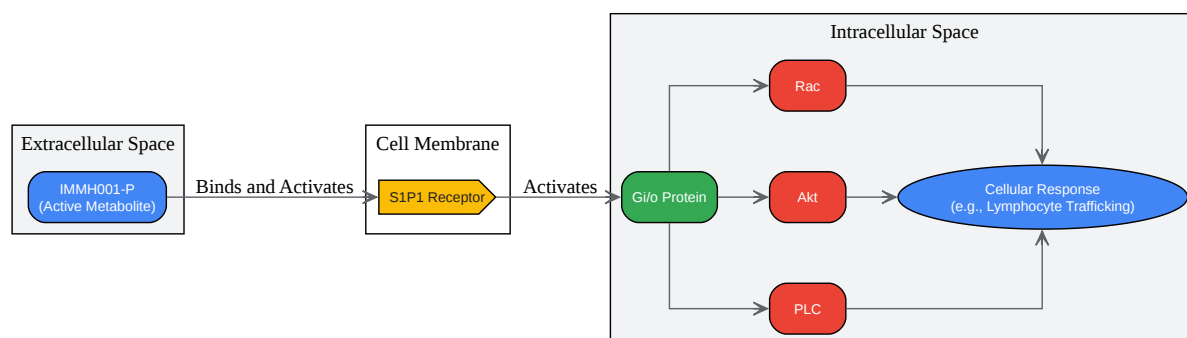 Extracellular Space
IMMH001-P
(Active Metabolite)
Binds and Activates
Cell Membrane
S1P1 Receptor
Activates
Intracellular Space
Gi/o Protein
Rac
Akt
PLC
Cellular Response
(e.g., Lymphocyte Trafficking)